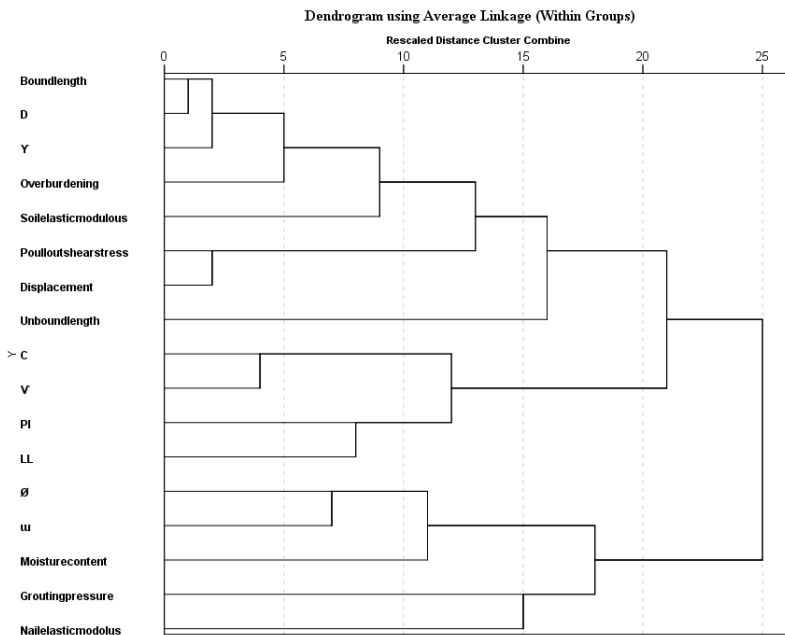 Dendrogram using Average Linkage (Within Groups)
Rescaled Distance Cluster Combine
0 5 10 15 20 25
Boundlength
D
Y
Overburdening
Soilelasticmodulous
Poulloutshearstress
Displacement
Unboundlength
Y
C
V
PI
LL
Ø
ɯ
Moisturecontent
Groutingpressure
Nailelasticmodolus